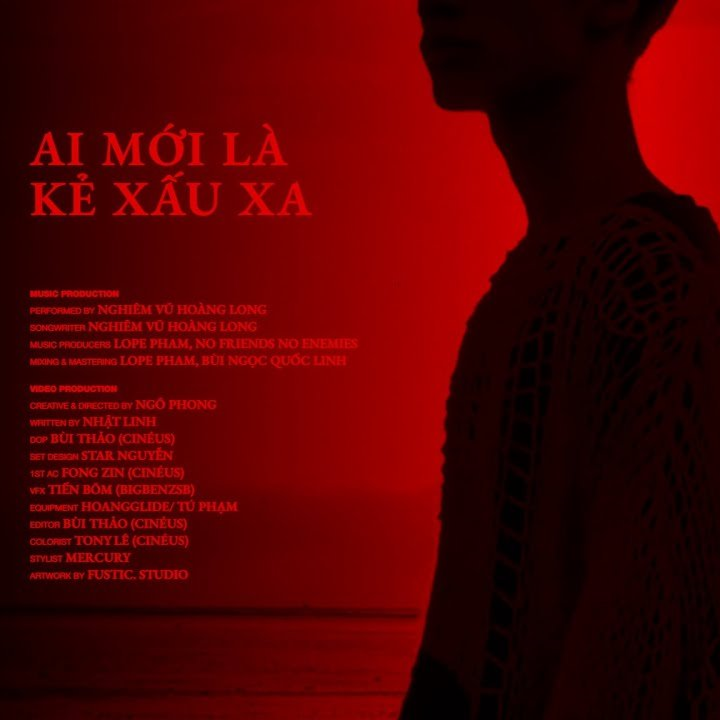 AI MỚI LÀ
KẺ XẤU XA
MUSIC PRODUCTION
PERFORMED BY NGHIÊM VŨ HOÀNG LONG
SONGWRITER NGHIÊM VŨ HOÀNG LONG
MUSIC PRODUCERS LOPE PHAM, NO FRIENDS NO ENEMIES
MIXING & MASTERING LOPE PHAM, BÙI NGỌC QUỐC LINH
VIDEO PRODUCTION
CREATIVE & DIRECTED BY NGÔ PHONG
WRITTEN BY NHẬT LINH
DOP BÙI THẢO (CINÉUS)
SET DESIGN STAR NGUYỄN
1ST AC FONG ZIN (CINÉUS)
VFX TIẾN BÔM (BIGBENZSB)
EQUIPMENT HOANGGLIDE/ TÚ PHẠM
EDITOR BÙI THẢO (CINÉUS)
COLORIST TONY LÊ (CINÉUS)
STYLIST MERCURY
ARTWORK BY FUSTIC. STUDIO